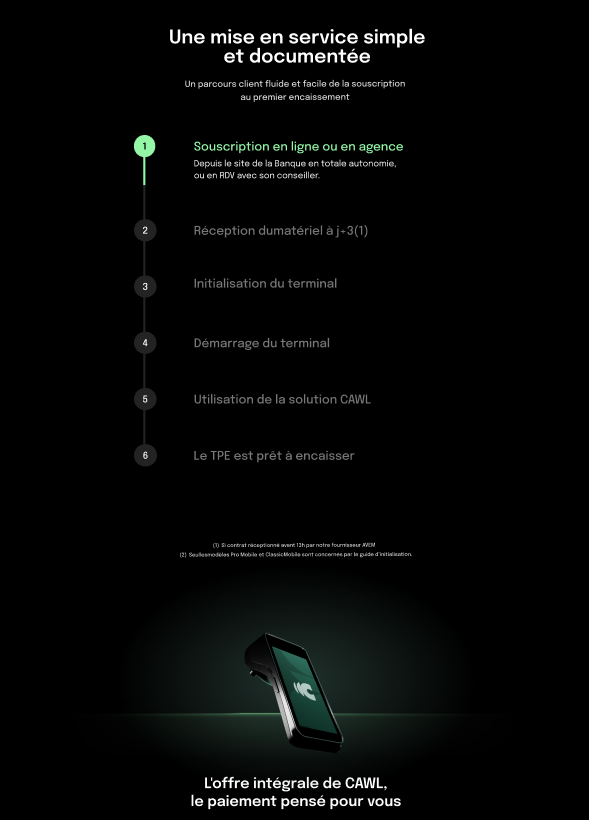 Une mise en service simple
et documentée
Un parcours client fluide et facile de la souscription
au premier encaissement
1
Souscription en ligne ou en agence
Depuis le site de la Banque en totale autonomie,
ou en RDV avec son conseiller.
2
Réception dumatériel à j+3(1)
3
Initialisation du terminal
4
Démarrage du terminal
5
Utilisation de la solution CAWL
6
Le TPE est prêt à encaisser
(1) Si contrat réceptionné avant 13h par notre fournisseur AVEM
(2) Seullesmodèles Pro Mobile et ClassicMobile sont concernés par le guide d'initialisation.
L'offre intégrale de CAWL,
le paiement pensé pour vous